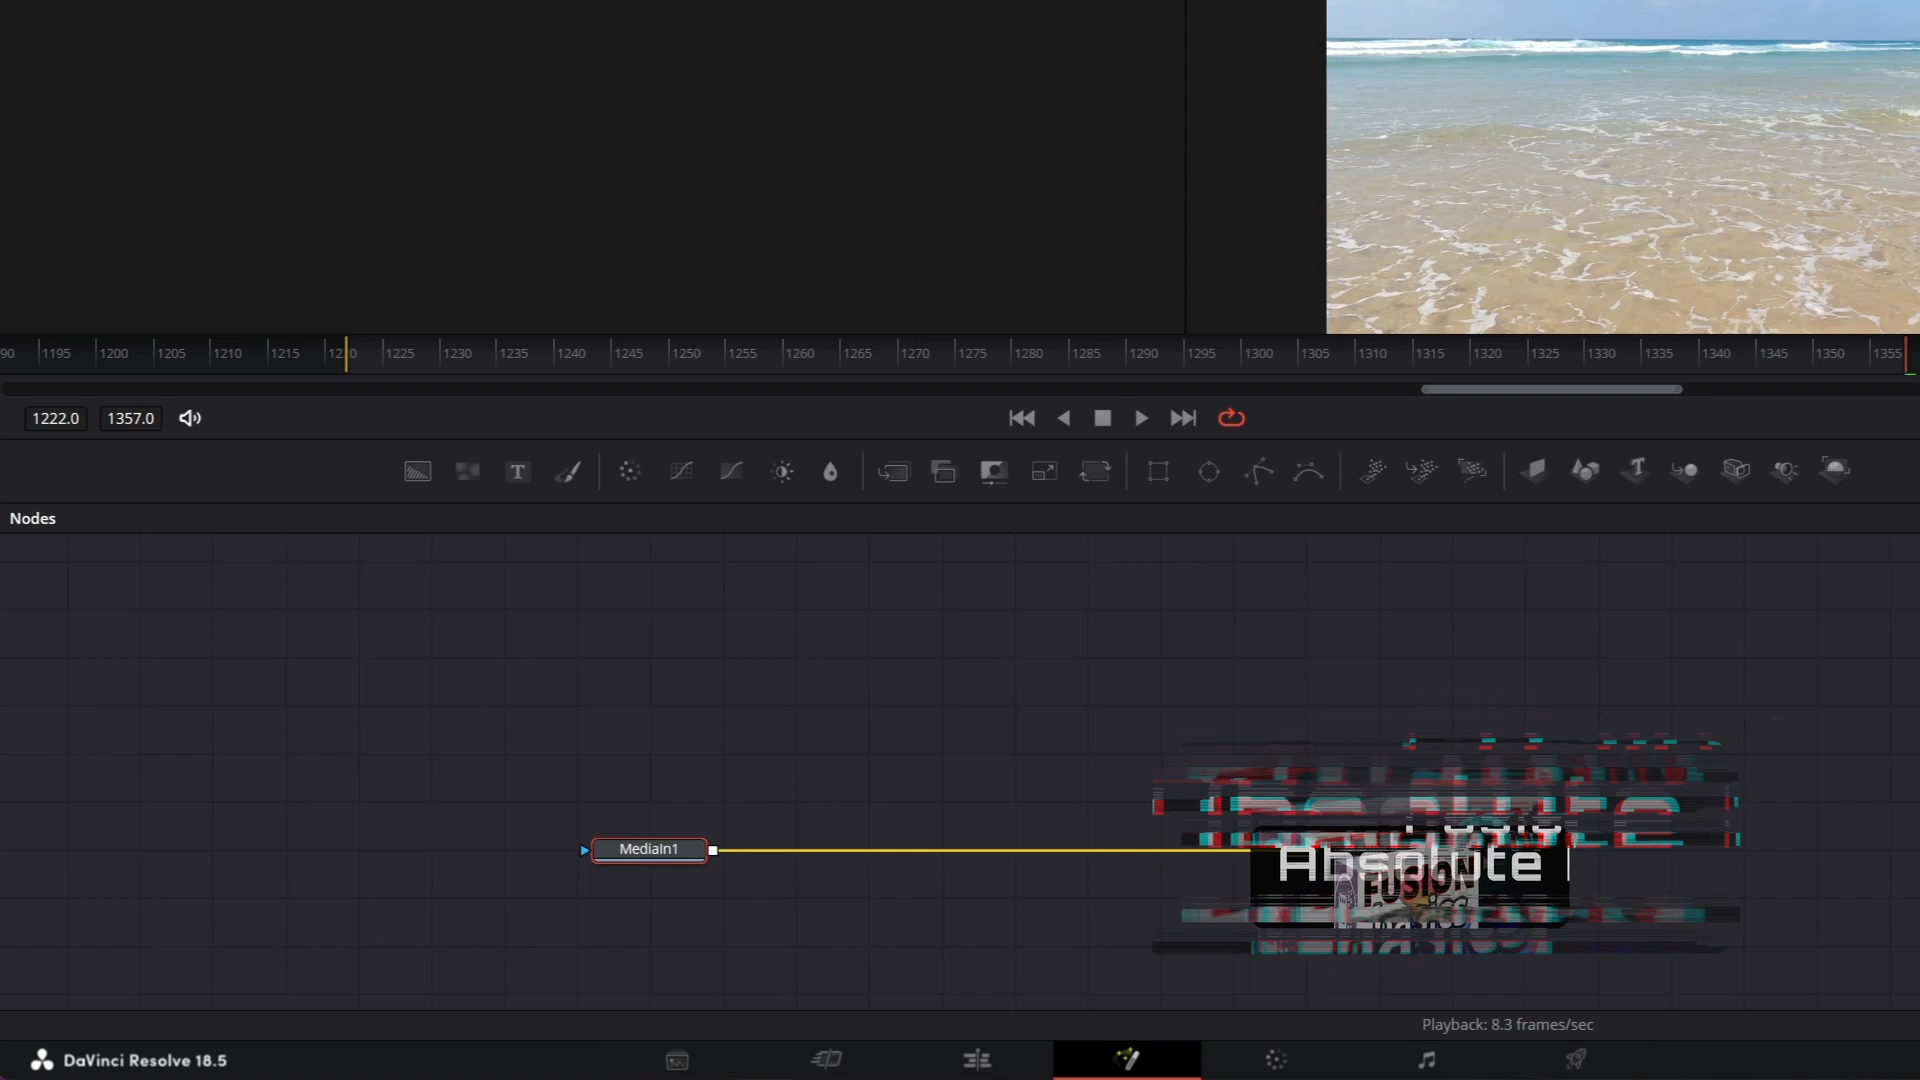 90 1195 1200 1205 1210 1215 1225 1230 1235 1240 1245 1250 1255 1260 1265 1270 1275 1280 1285 1290 1295 1300 1305 1310 1315 1320 1325 1330 1335 1340 1345 1350 1355
1222.0 1357.0
T
Nodes
MediaIn1
Absolute
FUSION
Playback: 8.3 frames/sec
DaVinci Resolve 18.5